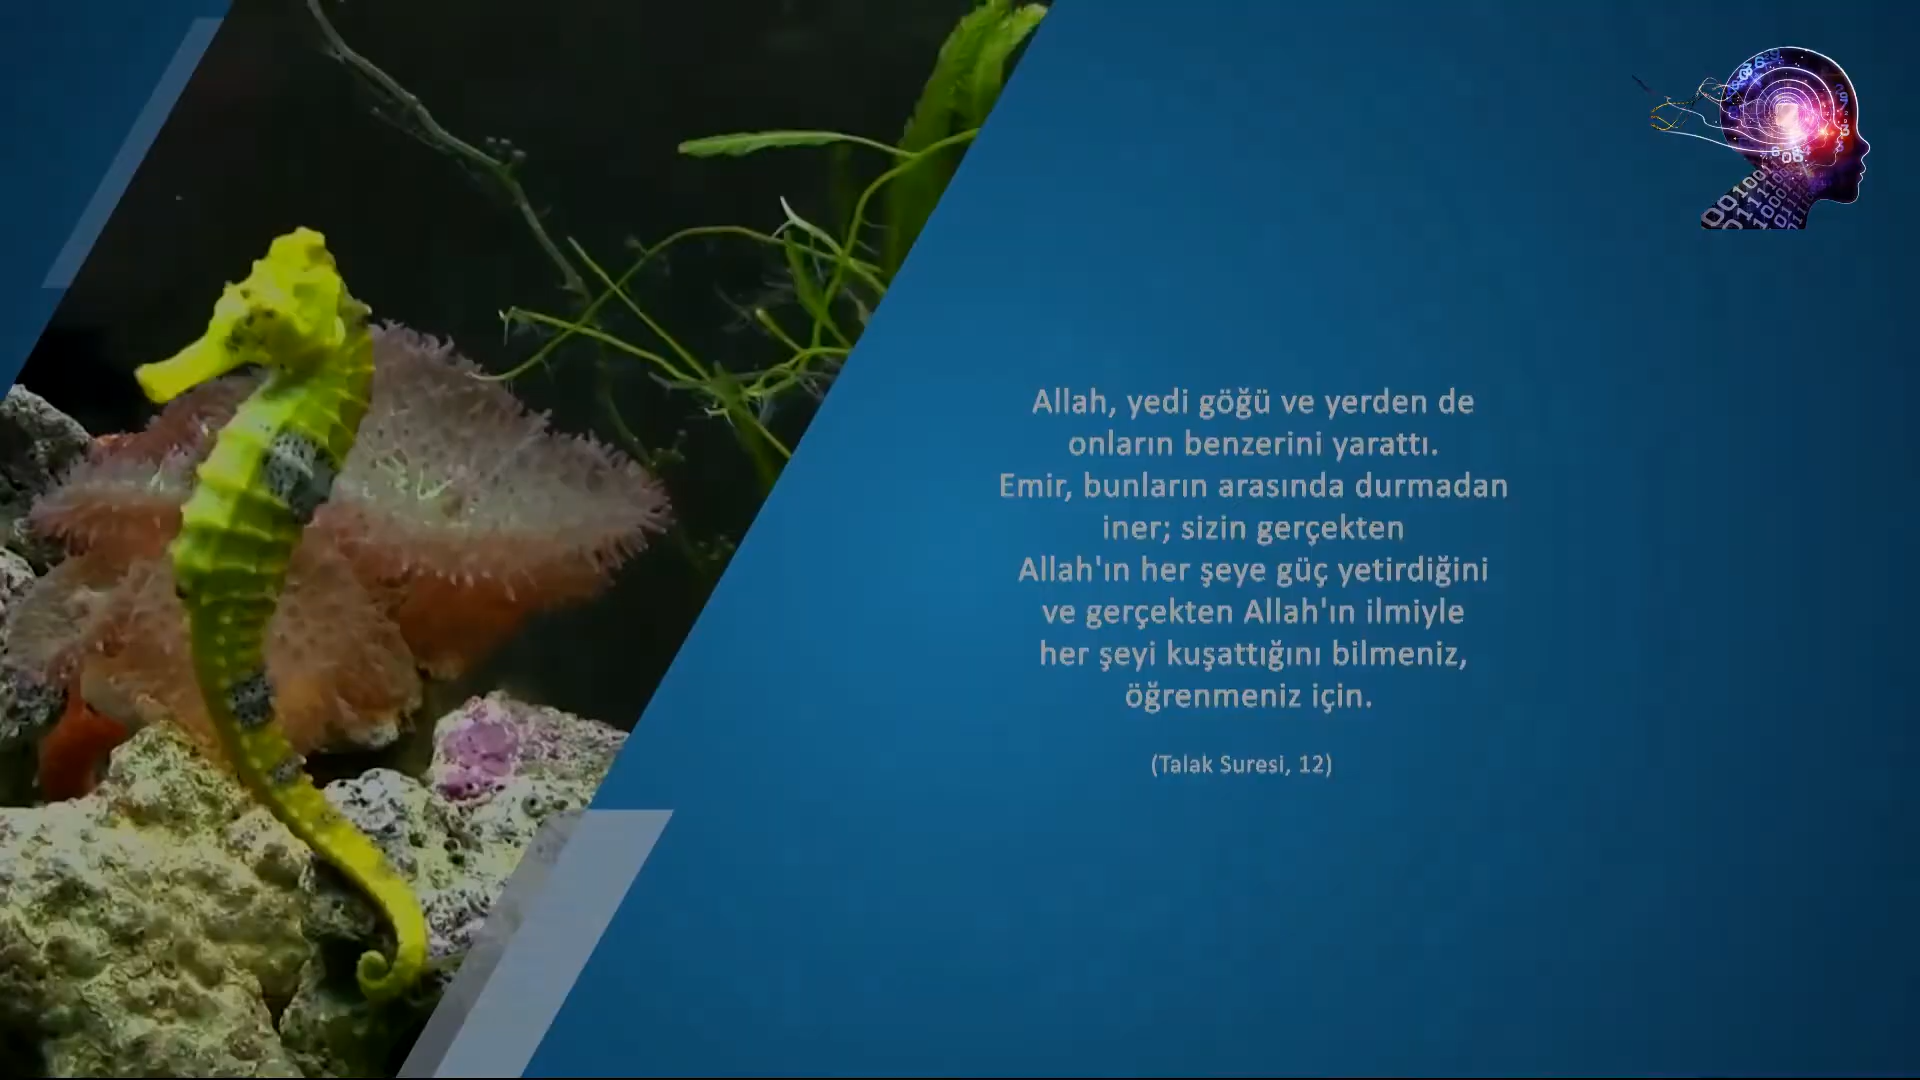 Allah, yedi göğü ve yerden de
onların benzerini yarattı.
Emir, bunların arasında durmadan
iner; sizin gerçekten
Allah'ın her şeye güç yetirdiğini
ve gerçekten Allah'ın ilmiyle
her şeyi kuşattığını bilmeniz,
öğrenmeniz için.
(Talak Suresi, 12)